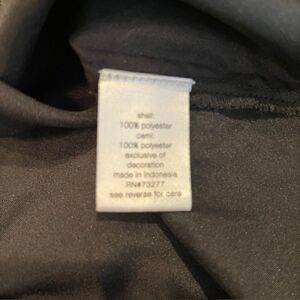 shell:
100% polyester
cami:
100% polyester
exclusive of
decoration
made in Indonesia
RN#73277
see reverse for care